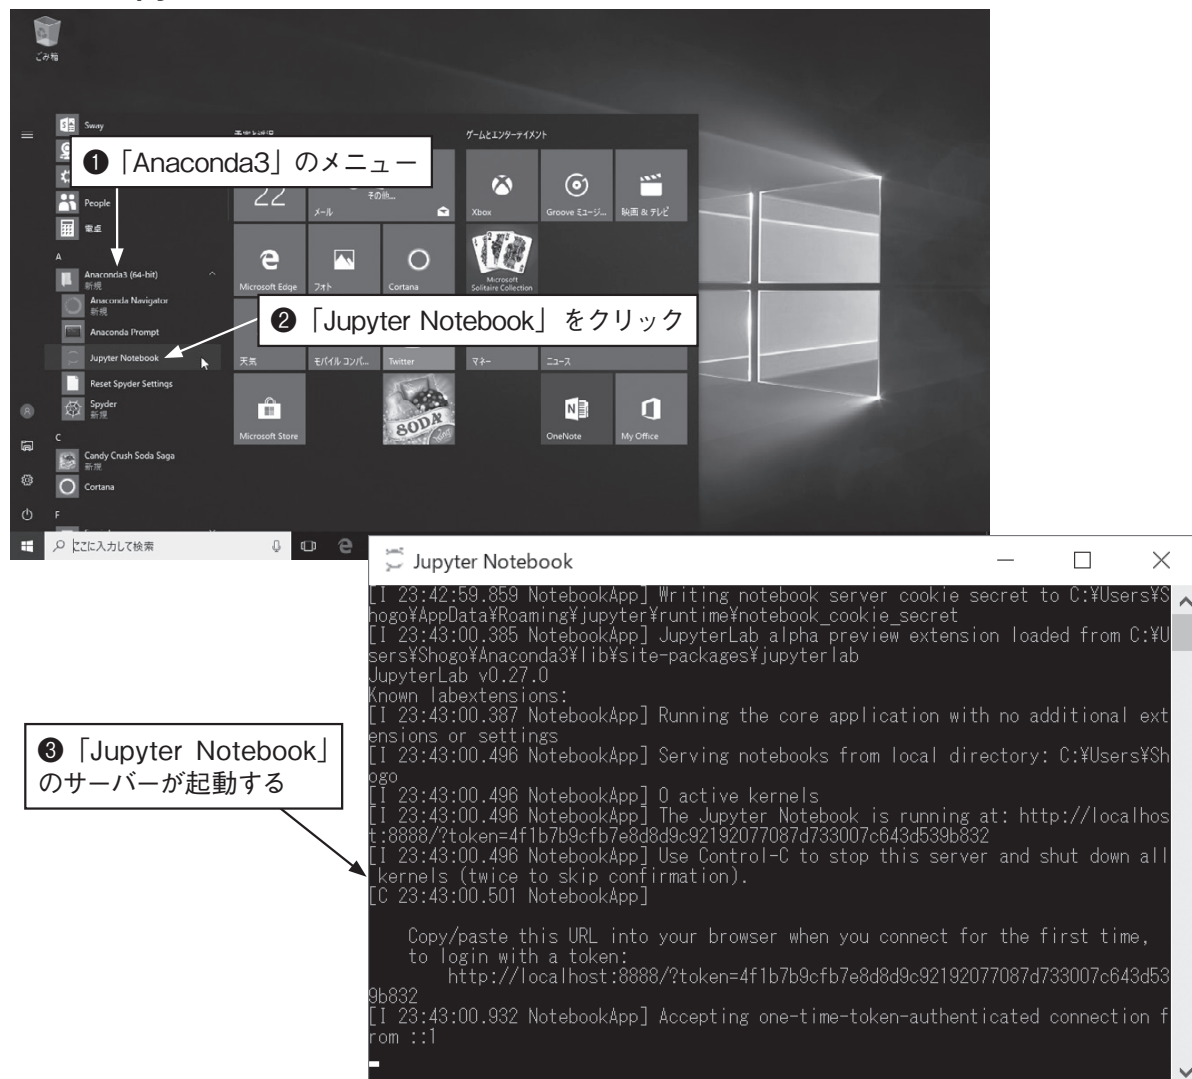 ごみ箱
Sway
ゲームとエンターテイメント
❶「Anaconda3」のメニュー
People
電卓
22
その他...
メール
Xbox
Groove ミュージ...
映画 & テレビ
A
Anaconda3 (64-bit)
新規
Anaconda Navigator
新規
Anaconda Prompt
Jupyter Notebook
Reset Spyder Settings
Spyder
新規
Microsoft Edge
フォト
Cortana
Microsoft
Solitaire Collection
❷「Jupyter Notebook」をクリック
天気
モバイル コンパ...
Twitter
マネー
ニュース
SODA
Microsoft Store
OneNote
My Office
C
Candy Crush Soda Saga
新規
Cortana
F
ここに入力して検索
Jupyter Notebook
[I 23:42:59.859 NotebookApp] Writing notebook server cookie secret to C:¥Users¥S
hogo¥AppData¥Roaming¥jupyter¥runtime¥notebook_cookie_secret
[I 23:43:00.385 NotebookApp] JupyterLab alpha preview extension loaded from C:¥U
sers¥Shogo¥Anaconda3¥lib¥site-packages¥jupyterlab
JupyterLab v0.27.0
Known labextensions:
[I 23:43:00.387 NotebookApp] Running the core application with no additional ext
ensions or settings
[I 23:43:00.496 NotebookApp] Serving notebooks from local directory: C:¥Users¥Sh
ogo
[I 23:43:00.496 NotebookApp] 0 active kernels
[I 23:43:00.496 NotebookApp] The Jupyter Notebook is running at: http://localhos
t:8888/?token=4f1b7b9cfb7e8d8d9c92192077087d733007c643d539b832
[I 23:43:00.496 NotebookApp] Use Control-C to stop this server and shut down all
kernels (twice to skip confirmation).
[C 23:43:00.501 NotebookApp]
Copy/paste this URL into your browser when you connect for the first time,
to login with a token:
http://localhost:8888/?token=4f1b7b9cfb7e8d8d9c92192077087d733007c643d53
9b832
[I 23:43:00.932 NotebookApp] Accepting one-time-token-authenticated connection f
rom ::1
❸「Jupyter Notebook」
のサーバーが起動する